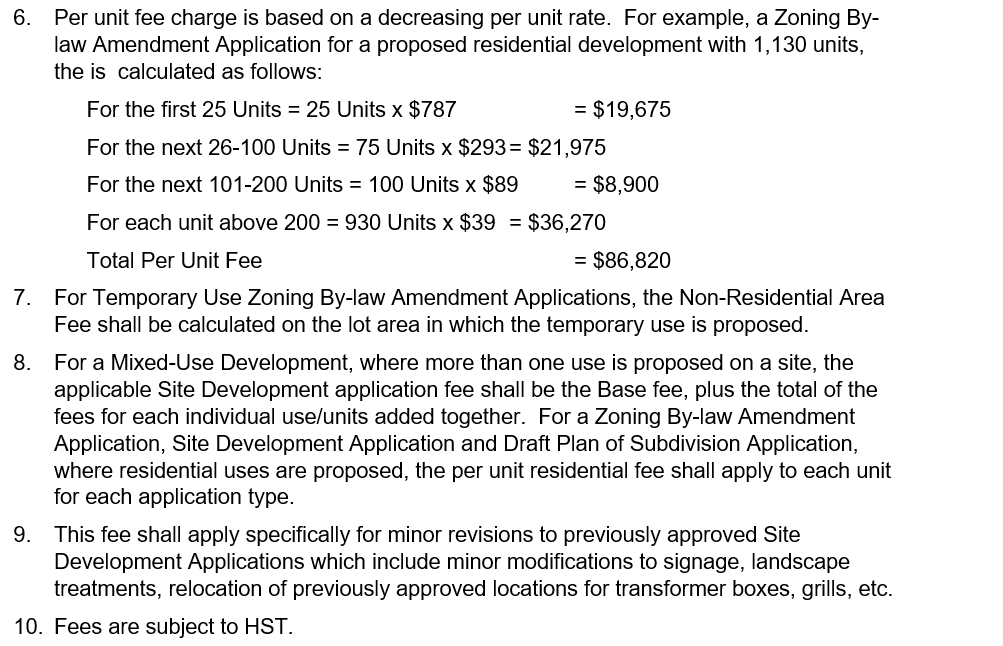 6. Per unit fee charge is based on a decreasing per unit rate. For example, a Zoning By-
law Amendment Application for a proposed residential development with 1,130 units,
the is calculated as follows:
For the first 25 Units = 25 Units x $787 = $19,675
For the next 26-100 Units = 75 Units x $293= $21,975
For the next 101-200 Units = 100 Units x $89 = $8,900
For each unit above 200 = 930 Units x $39 = $36,270
Total Per Unit Fee = $86,820
7. For Temporary Use Zoning By-law Amendment Applications, the Non-Residential Area
Fee shall be calculated on the lot area in which the temporary use is proposed.
8. For a Mixed-Use Development, where more than one use is proposed on a site, the
applicable Site Development application fee shall be the Base fee, plus the total of the
fees for each individual use/units added together. For a Zoning By-law Amendment
Application, Site Development Application and Draft Plan of Subdivision Application,
where residential uses are proposed, the per unit residential fee shall apply to each unit
for each application type.
9. This fee shall apply specifically for minor revisions to previously approved Site
Development Applications which include minor modifications to signage, landscape
treatments, relocation of previously approved locations for transformer boxes, grills, etc.
10. Fees are subject to HST.